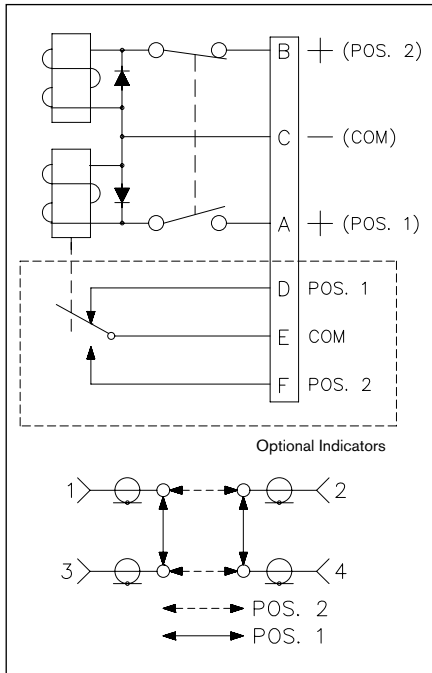 B + (POS. 2)
C — (COM)
A + (POS. 1)
D POS. 1
E COM
F POS. 2
Optional Indicators
1 2
3 4
POS. 2
POS. 1